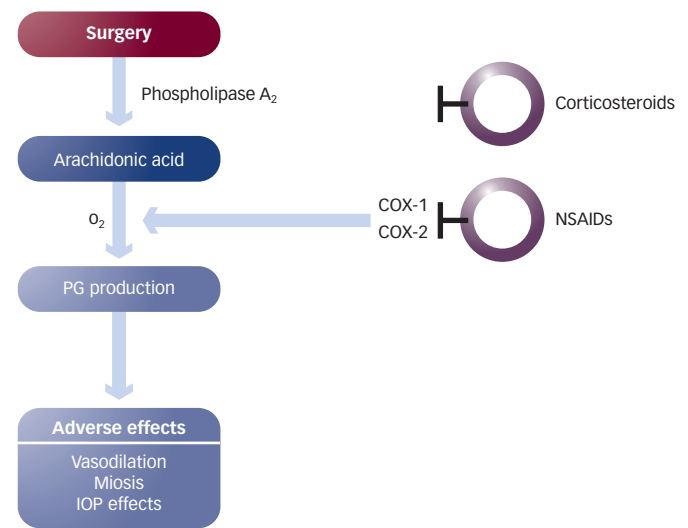 Surgery
Phospholipase A₂
Corticosteroids
Arachidonic acid
o₂
COX-1
COX-2
NSAIDs
PG production
Adverse effects
Vasodilation
Miosis
IOP effects